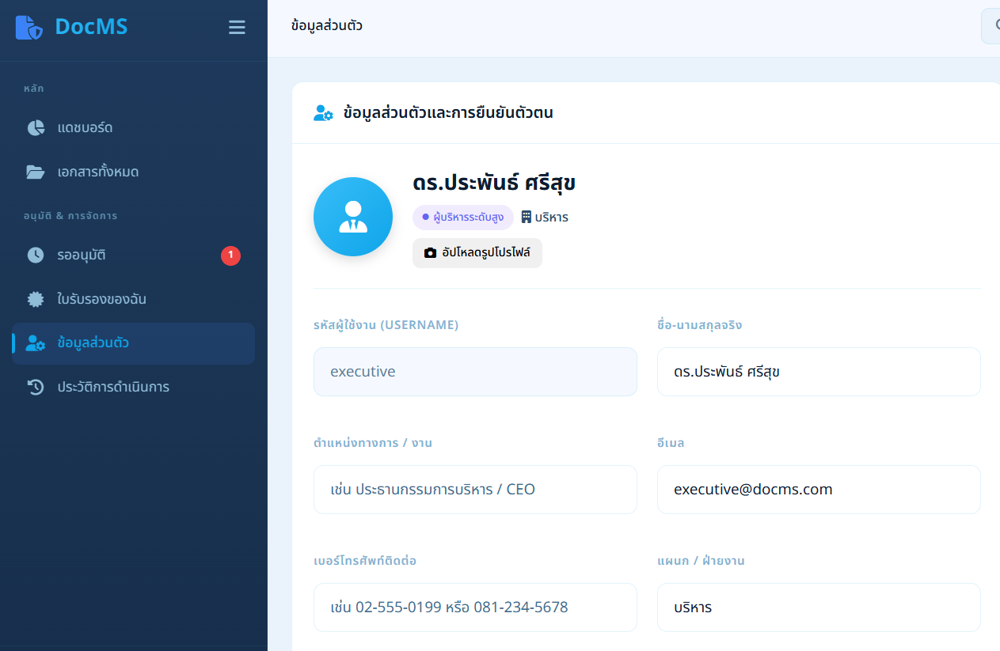 DocMS
หลัก
แดชบอร์ด
เอกสารทั้งหมด
อนุมัติ & การจัดการ
รออนุมัติ
1
ใบรับรองของฉัน
ข้อมูลส่วนตัว
ประวัติการดำเนินการ
ข้อมูลส่วนตัว
ข้อมูลส่วนตัวและการยืนยันตัวตน
ดร.ประพันธ์ ศรีสุข
ผู้บริหารระดับสูง
บริหาร
อัปโหลดรูปโปรไฟล์
รหัสผู้ใช้งาน (USERNAME)
executive
ชื่อ-นามสกุลจริง
ดร.ประพันธ์ ศรีสุข
ตำแหน่งทางการ / งาน
เช่น ประธานกรรมการบริหาร / CEO
อีเมล
executive@docms.com
เบอร์โทรศัพท์ติดต่อ
เช่น 02-555-0199 หรือ 081-234-5678
แผนก / ฝ่ายงาน
บริหาร